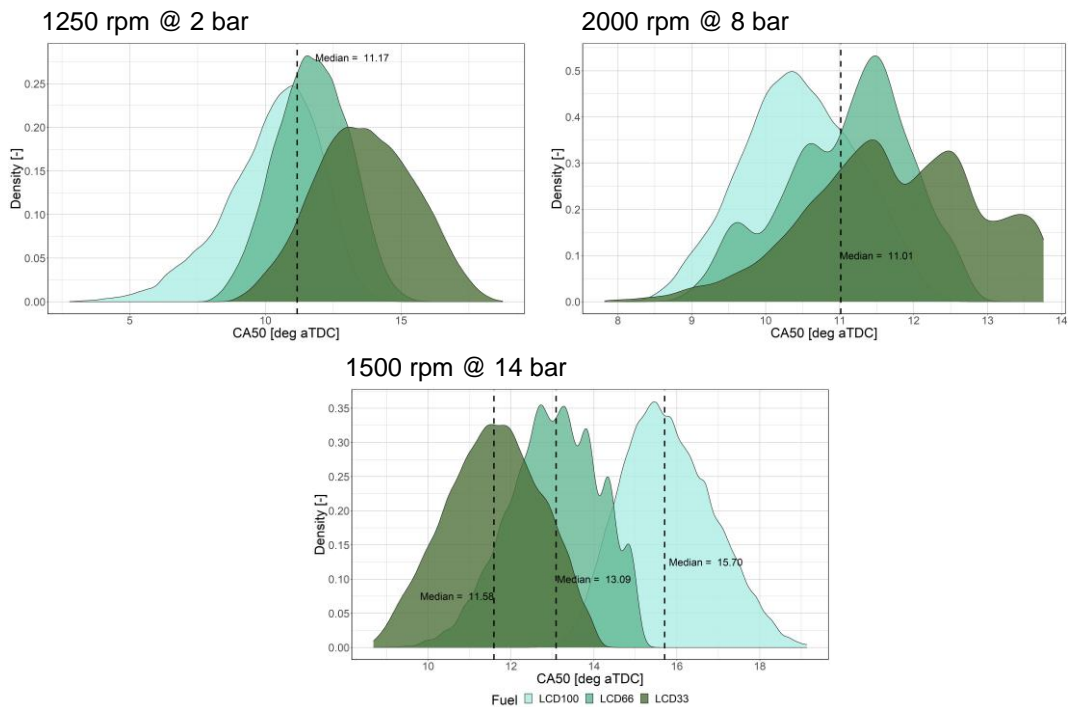 1250 rpm @ 2 bar
Median = 11.17
0.25
0.20
0.15
0.10
0.05
0.00
Density [-]
5 10 15
CA50 [deg aTDC]
2000 rpm @ 8 bar
0.5
0.4
0.3
0.2
0.1
0.0
Density [-]
Median = 11.01
8 9 10 11 12 13 14
CA50 [deg aTDC]
1500 rpm @ 14 bar
0.35
0.30
0.25
0.20
0.15
0.10
0.05
0.00
Density [-]
Median = 15.70
Median = 13.09
Median = 11.58
10 12 14 16 18
CA50 [deg aTDC]
Fuel LCD100 LCD66 LCD33